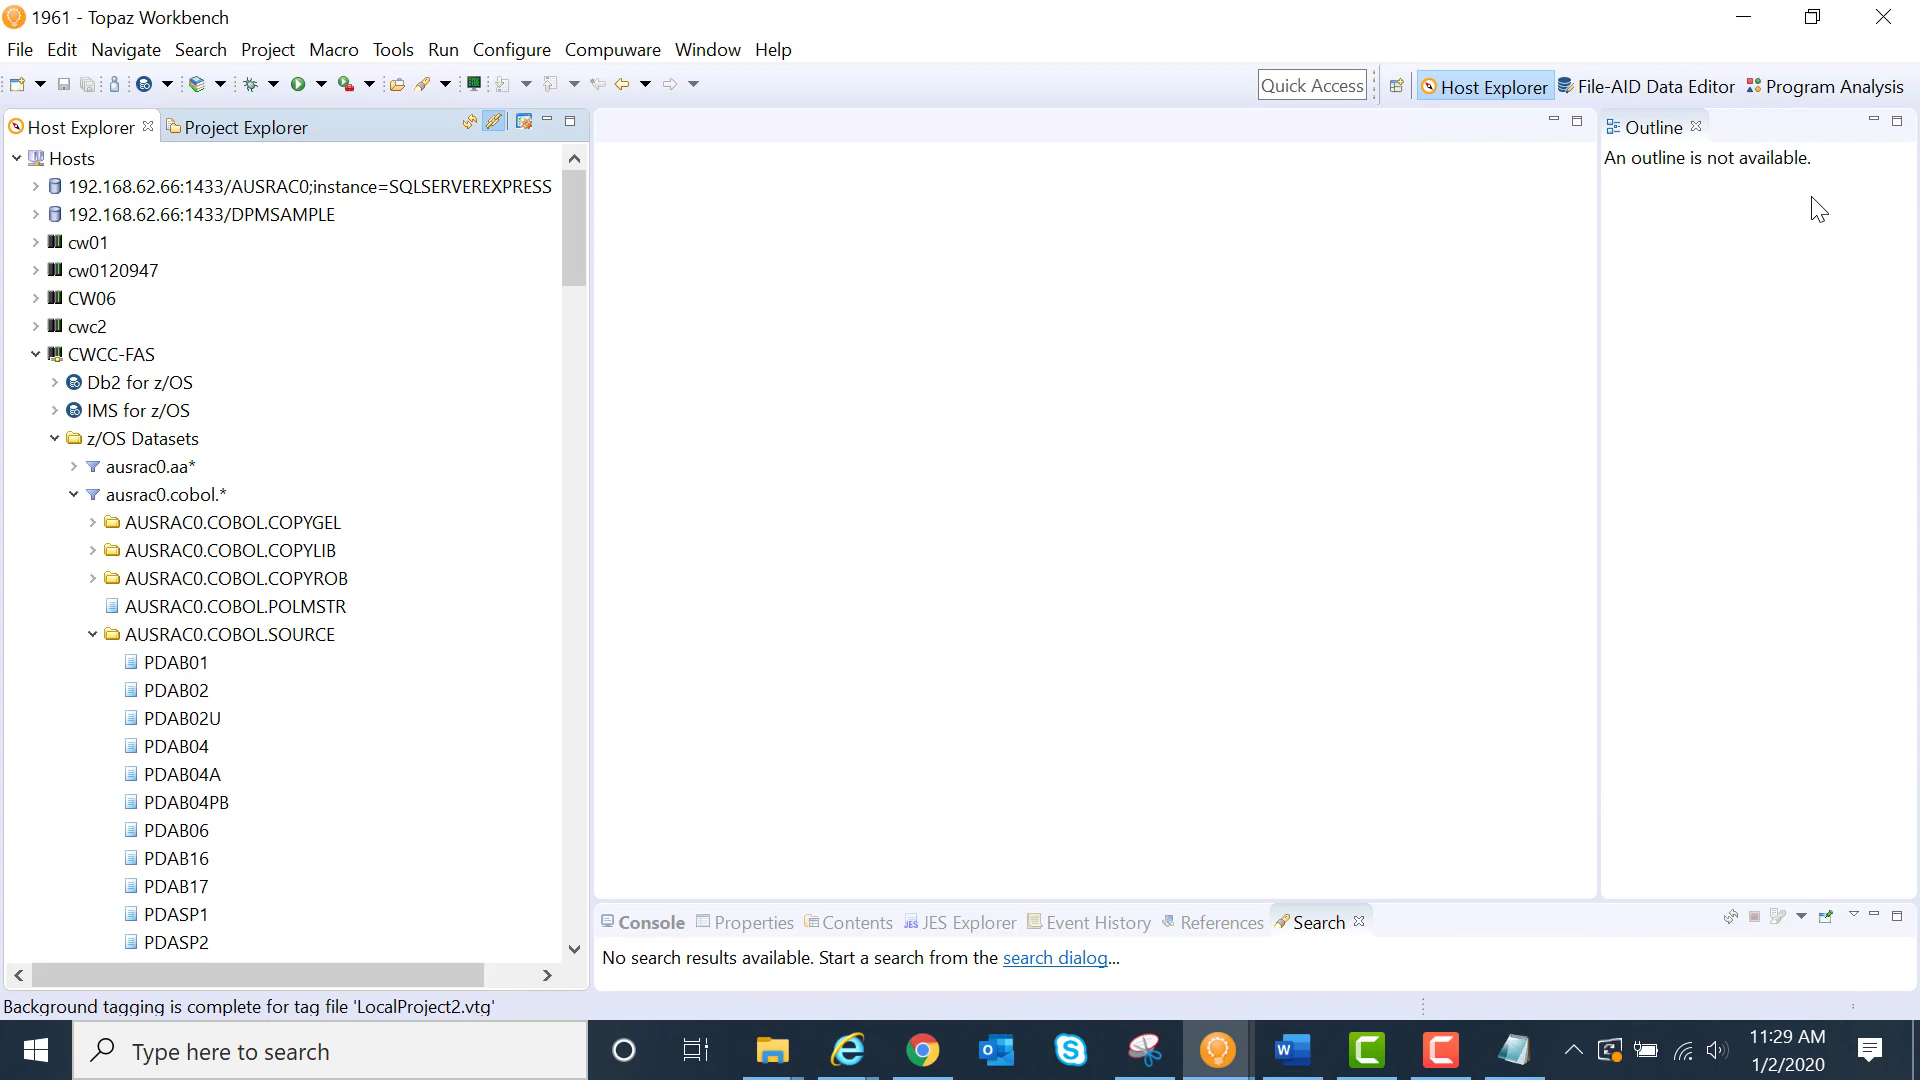 1961 - Topaz Workbench
File Edit Navigate Search Project Macro Tools Run Configure Compuware Window Help
Quick Access
Host Explorer File-AID Data Editor Program Analysis
Host Explorer Project Explorer
Hosts
192.168.62.66:1433/AUSRAC0;instance=SQLSERVEREXPRESS
192.168.62.66:1433/DPMSAMPLE
cw01
cw0120947
CW06
cwc2
CWCC-FAS
Db2 for z/OS
IMS for z/OS
z/OS Datasets
ausrac0.aa*
ausrac0.cobol.*
AUSRAC0.COBOL.COPYGEL
AUSRAC0.COBOL.COPYLIB
AUSRAC0.COBOL.COPYROB
AUSRAC0.COBOL.POLMSTR
AUSRAC0.COBOL.SOURCE
PDAB01
PDAB02
PDAB02U
PDAB04
PDAB04A
PDAB04PB
PDAB06
PDAB16
PDAB17
PDASP1
PDASP2
Outline
An outline is not available.
Console Properties Contents JES Explorer Event History References Search
No search results available. Start a search from the search dialog...
Background tagging is complete for tag file 'LocalProject2.vtg'
Type here to search
11:29 AM
1/2/2020